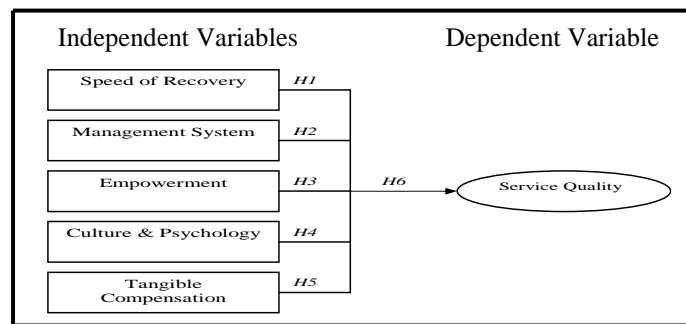 Independent Variables Dependent Variable
Speed of Recovery H1
Management System H2
Empowerment H3 H6 Service Quality
Culture & Psychology H4
Tangible
Compensation H5